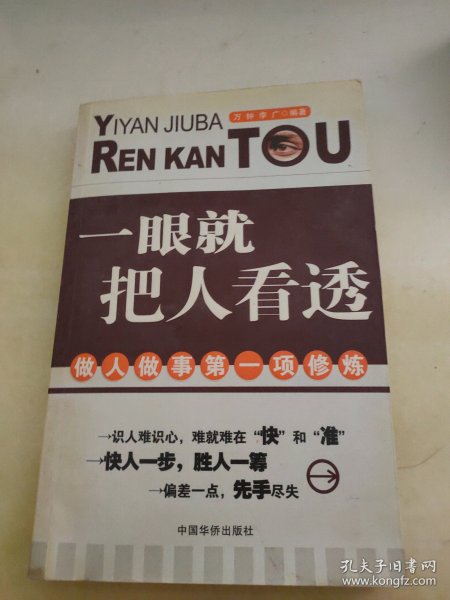 YIYAN JIUBA
万钟 李广◇编著
REN KAN TOU
一眼就
把人看透
做人做事第一项修炼
→识人难识心，难就难在“快”和“准”
→快人一步，胜人一筹
→偏差一点，先手尽失
中国华侨出版社
孔夫子旧书网
www.kongfz.com